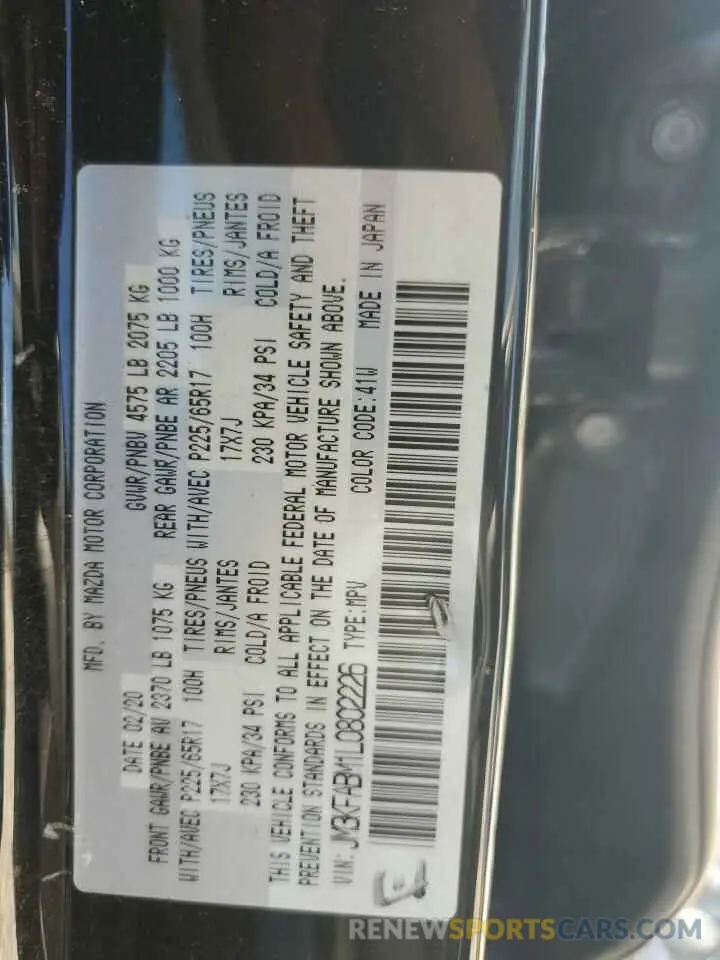 MFD. BY MAZDA MOTOR CORPORATION
DATE 02/20 GVWR/PNBV 4575 LB 2075 KG
FRONT GAWR/PNBE AV 2370 LB 1075 KG REAR GAWR/PNBE AR 2205 LB 1000 KG
WITH/AVEC P225/65R17 100H TIRES/PNEUS WITH/AVEC P225/65R17 100H TIRES/PNEUS
17X7J RIMS/JANTES 17X7J RIMS/JANTES
230 KPA/34 PSI COLD/A FROID 230 KPA/34 PSI COLD/A FROID
THIS VEHICLE CONFORMS TO ALL APPLICABLE FEDERAL MOTOR VEHICLE SAFETY AND THEFT
PREVENTION STANDARDS IN EFFECT ON THE DATE OF MANUFACTURE SHOWN ABOVE.
VIN: JM3KFABM1L0802226 TYPE:MPV COLOR CODE:41W MADE IN JAPAN
RENEWSPORTSCARS.COM